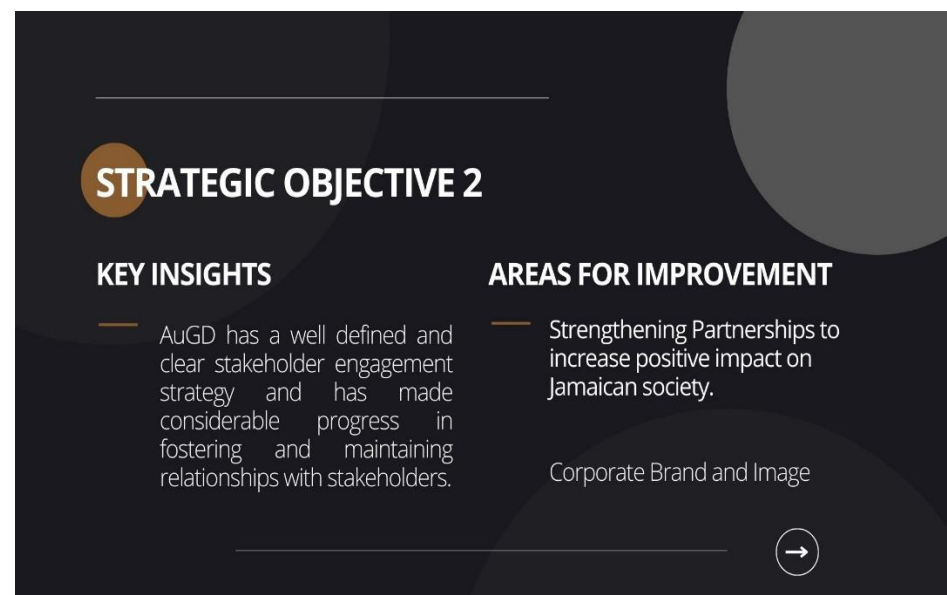 STRATEGIC OBJECTIVE 2
KEY INSIGHTS
AuGD has a well defined and
clear stakeholder engagement
strategy and has made
considerable progress in
fostering and maintaining
relationships with stakeholders.
AREAS FOR IMPROVEMENT
Strengthening Partnerships to
increase positive impact on
Jamaican society.
Corporate Brand and Image